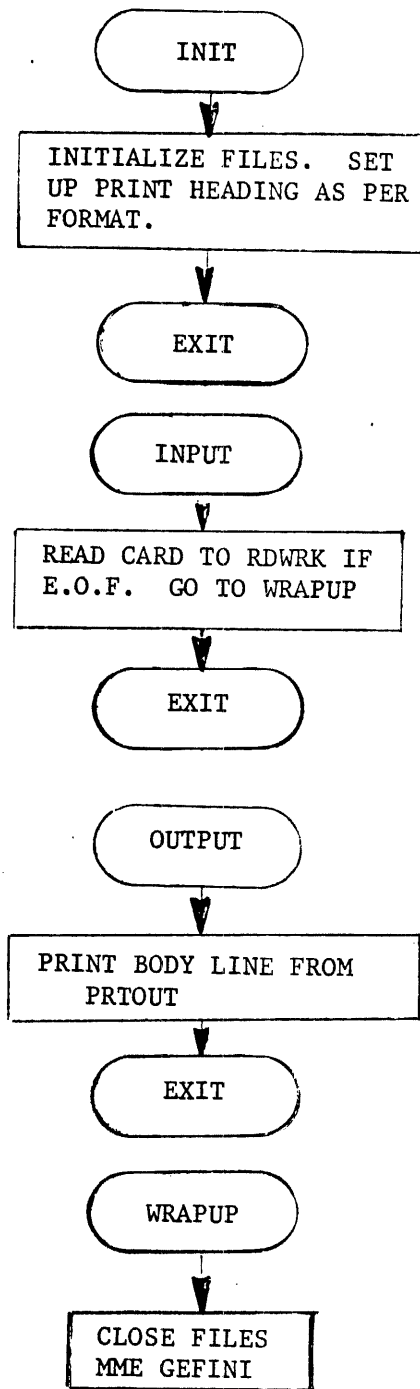 INIT
INITIALIZE FILES. SET
UP PRINT HEADING AS PER
FORMAT.
EXIT
INPUT
READ CARD TO RDWRK IF
E.O.F. GO TO WRAPUP
EXIT
OUTPUT
PRINT BODY LINE FROM
PRTOUT
EXIT
WRAPUP
CLOSE FILES
MME GEFINI